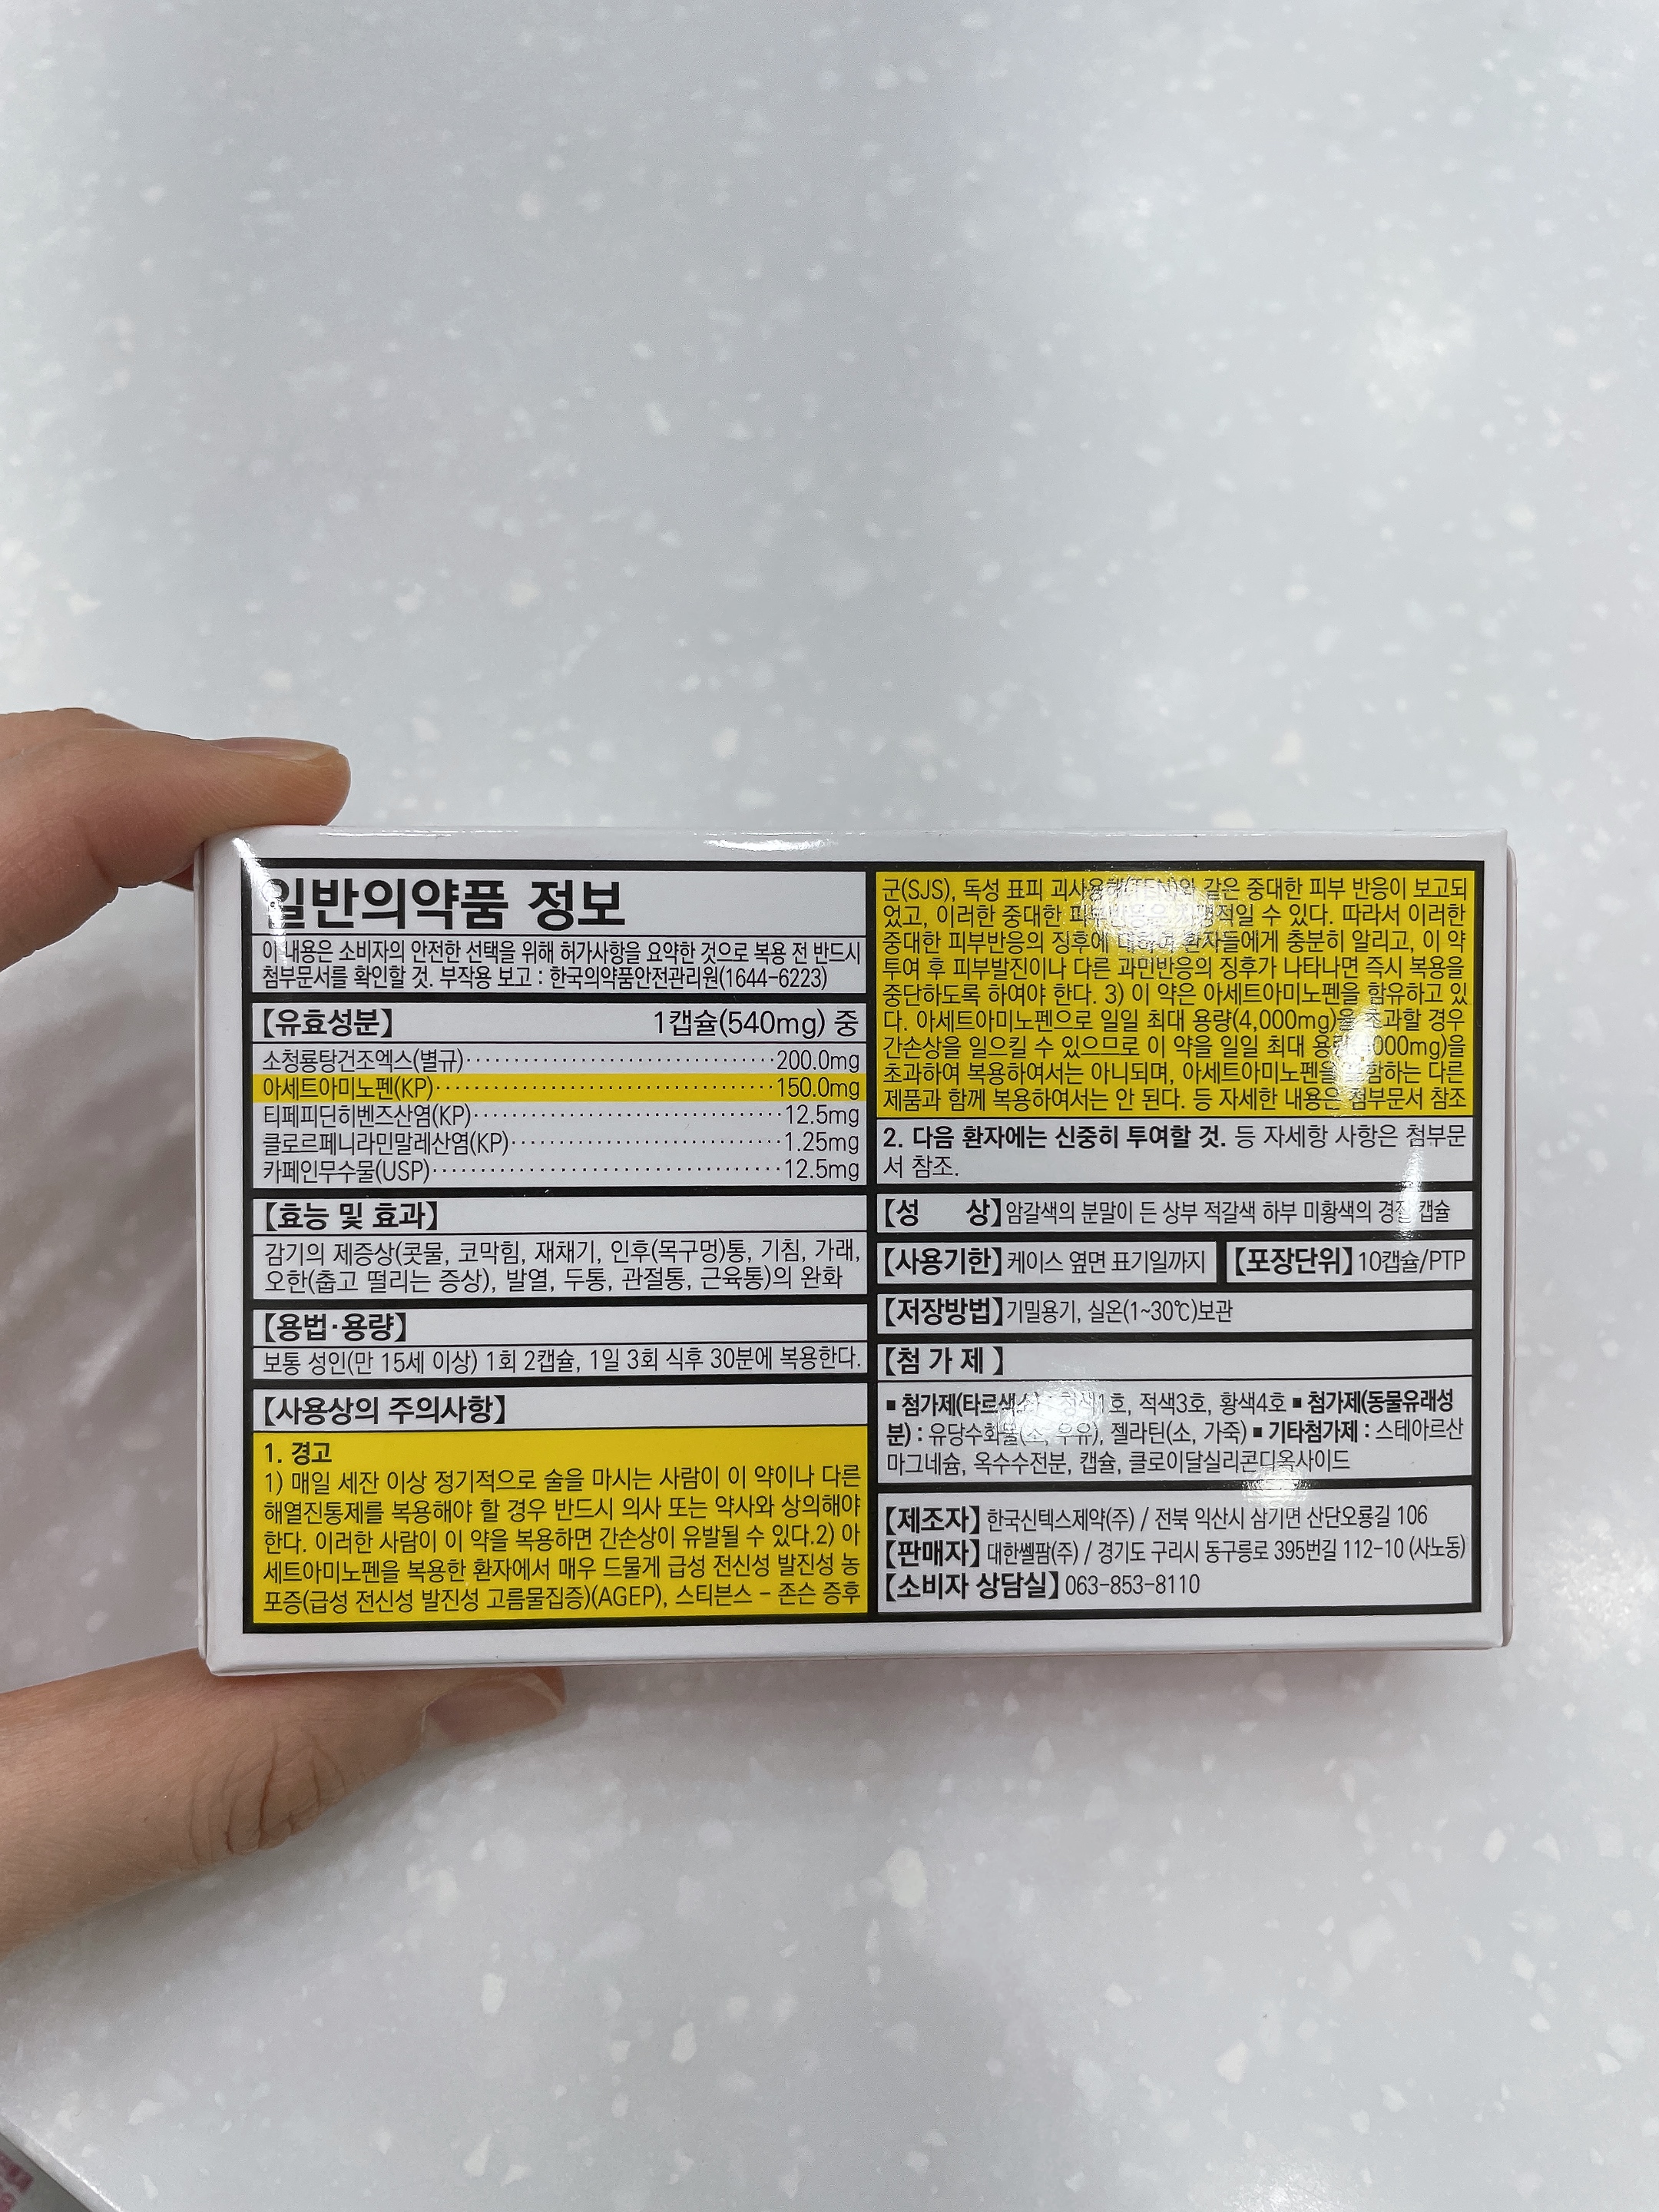 일반의약품 정보
이 내용은 소비자의 안전한 선택을 위해 허가사항을 요약한 것으로 복용 전 반드시
첨부문서를 확인할 것. 부작용 보고 : 한국의약품안전관리원(1644-6223)
【유효성분】 1캡슐(540mg) 중
소청룡탕건조엑스(별규)······························200.0mg
아세트아미노펜(KP)·································150.0mg
티페피딘히벤즈산염(KP)······························12.5mg
클로르페니라민말레산염(KP)··························1.25mg
카페인무수물(USP)··································12.5mg
【효능 및 효과】
감기의 제증상(콧물, 코막힘, 재채기, 인후(목구멍)통, 기침, 가래,
오한(춥고 떨리는 증상), 발열, 두통, 관절통, 근육통)의 완화
【용법·용량】
보통 성인(만 15세 이상) 1회 2캡슐, 1일 3회 식후 30분에 복용한다.
【사용상의 주의사항】
1. 경고
1) 매일 세잔 이상 정기적으로 술을 마시는 사람이 이 약이나 다른
해열진통제를 복용해야 할 경우 반드시 의사 또는 약사와 상의해야
한다. 이러한 사람이 이 약을 복용하면 간손상이 유발될 수 있다.2) 아
세트아미노펜을 복용한 환자에서 매우 드물게 급성 전신성 발진성 농
포증(급성 전신성 발진성 고름물집증)(AGEP), 스티븐스 - 존슨 증후
군(SJS), 독성 표피 같은 중대한 피부 반응이 보고되
었고, 이러한 중대한 수 있다. 따라서 이러한
중대한 피부반응의 징후에 대하여 환자들에게 충분히 알리고, 이 약
투여 후 피부발진이나 다른 과민반응의 징후가 나타나면 즉시 복용을
중단하도록 하여야 한다. 3) 이 약은 아세트아미노펜을 함유하고 있
다. 아세트아미노펜으로 일일 최대 용량(4,000mg)을 초과할 경우
간손상을 일으킬 수 있으므로 이 약을 일일 최대
초과하여 복용하여서는 아니되며, 아세트아미노펜을 포함하는 다른
제품과 함께 복용하여서는 안 된다. 등 자세한 내용은 첨부문서 참조
2. 다음 환자에는 신중히 투여할 것. 등 자세항 사항은 첨부문
서 참조.
【성 상】암갈색의 분말이 든 상부 적갈색 하부 미황색의 경질 캡슐
【사용기한】케이스 옆면 표기일까지 【포장단위】10캡슐/PTP
【저장방법】기밀용기, 실온(1~30℃)보관
【첨 가 제 】
▪ 첨가제(타르색소) : 청색1호, 적색3호, 황색4호 ▪ 첨가제(동물유래성
분) : 유당수화물(소, 우유), 젤라틴(소, 가죽) ▪ 기타첨가제 : 스테아르산
마그네슘, 옥수수전분, 캡슐, 클로이달실리콘디옥사이드
【제조자】한국신텍스제약(주) / 전북 익산시 삼기면 산단오룡길 106
【판매자】대한쎌팜(주) / 경기도 구리시 동구릉로 395번길 112-10 (사노동)
【소비자 상담실】063-853-8110